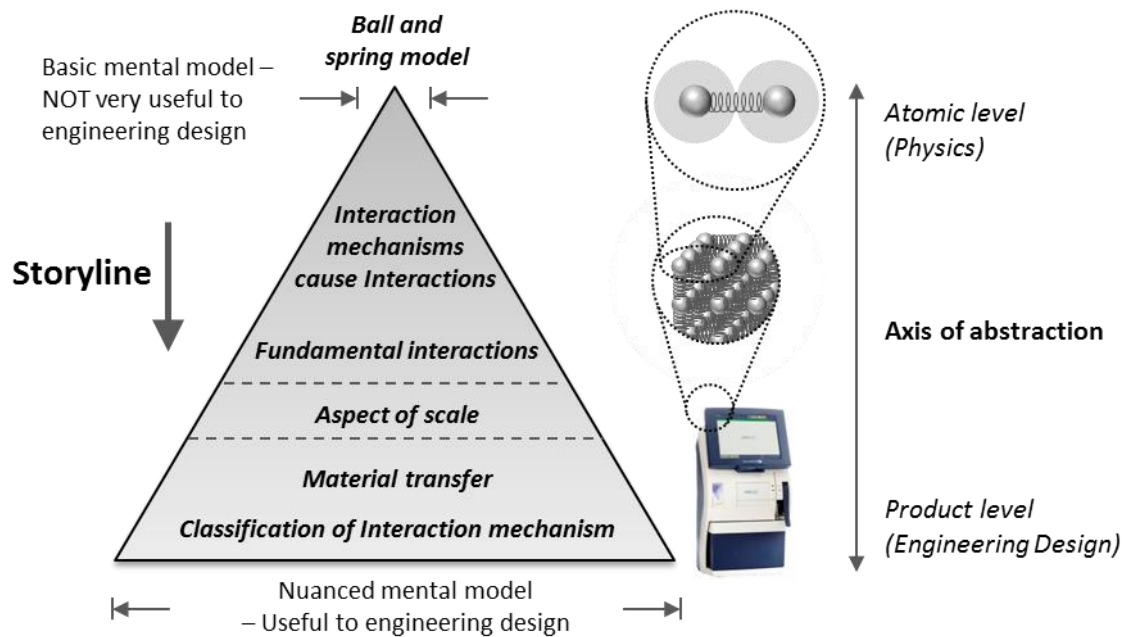 Ball and
spring model
Basic mental model –
NOT very useful to
engineering design
Storyline
Interaction
mechanisms
cause Interactions
Fundamental interactions
Aspect of scale
Material transfer
Classification of Interaction mechanism
Nuanced mental model
– Useful to engineering design
Atomic level
(Physics)
Axis of abstraction
Product level
(Engineering Design)